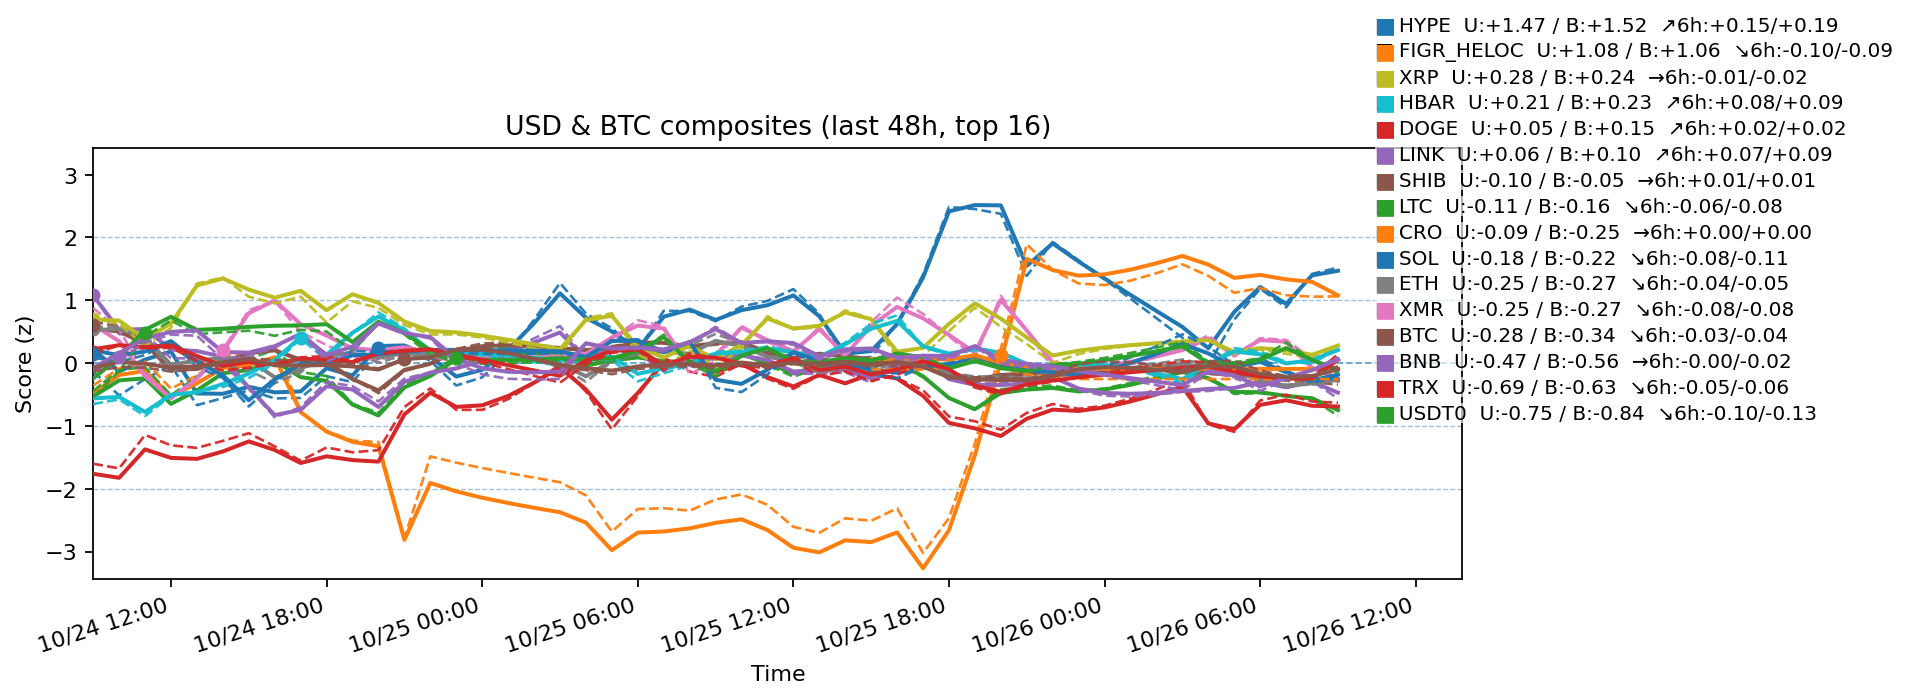 HYPE  U:+1.47 / B:+1.52  ↗6h:+0.15/+0.19
FIGR_HELOC  U:+1.08 / B:+1.06  ↘6h:-0.10/-0.09
XRP  U:+0.28 / B:+0.24  →6h:-0.01/-0.02
HBAR  U:+0.21 / B:+0.23  ↗6h:+0.08/+0.09
DOGE  U:+0.05 / B:+0.15  ↗6h:+0.02/+0.02
LINK  U:+0.06 / B:+0.10  ↗6h:+0.07/+0.09
SHIB  U:-0.10 / B:-0.05  →6h:+0.01/+0.01
LTC  U:-0.11 / B:-0.16  ↘6h:-0.06/-0.08
CRO  U:-0.09 / B:-0.25  →6h:+0.00/+0.00
SOL  U:-0.18 / B:-0.22  ↘6h:-0.08/-0.11
ETH  U:-0.25 / B:-0.27  ↘6h:-0.04/-0.05
XMR  U:-0.25 / B:-0.27  ↘6h:-0.08/-0.08
BTC  U:-0.28 / B:-0.34  ↘6h:-0.03/-0.04
BNB  U:-0.47 / B:-0.56  →6h:-0.00/-0.02
TRX  U:-0.69 / B:-0.63  ↘6h:-0.05/-0.06
USDT0  U:-0.75 / B:-0.84  ↘6h:-0.10/-0.13
USD & BTC composites (last 48h, top 16)
Score (z)
3
2
1
0
−1
−2
−3
10/24 12:00
10/24 18:00
10/25 00:00
10/25 06:00
10/25 12:00
10/25 18:00
10/26 00:00
10/26 06:00
10/26 12:00
Time